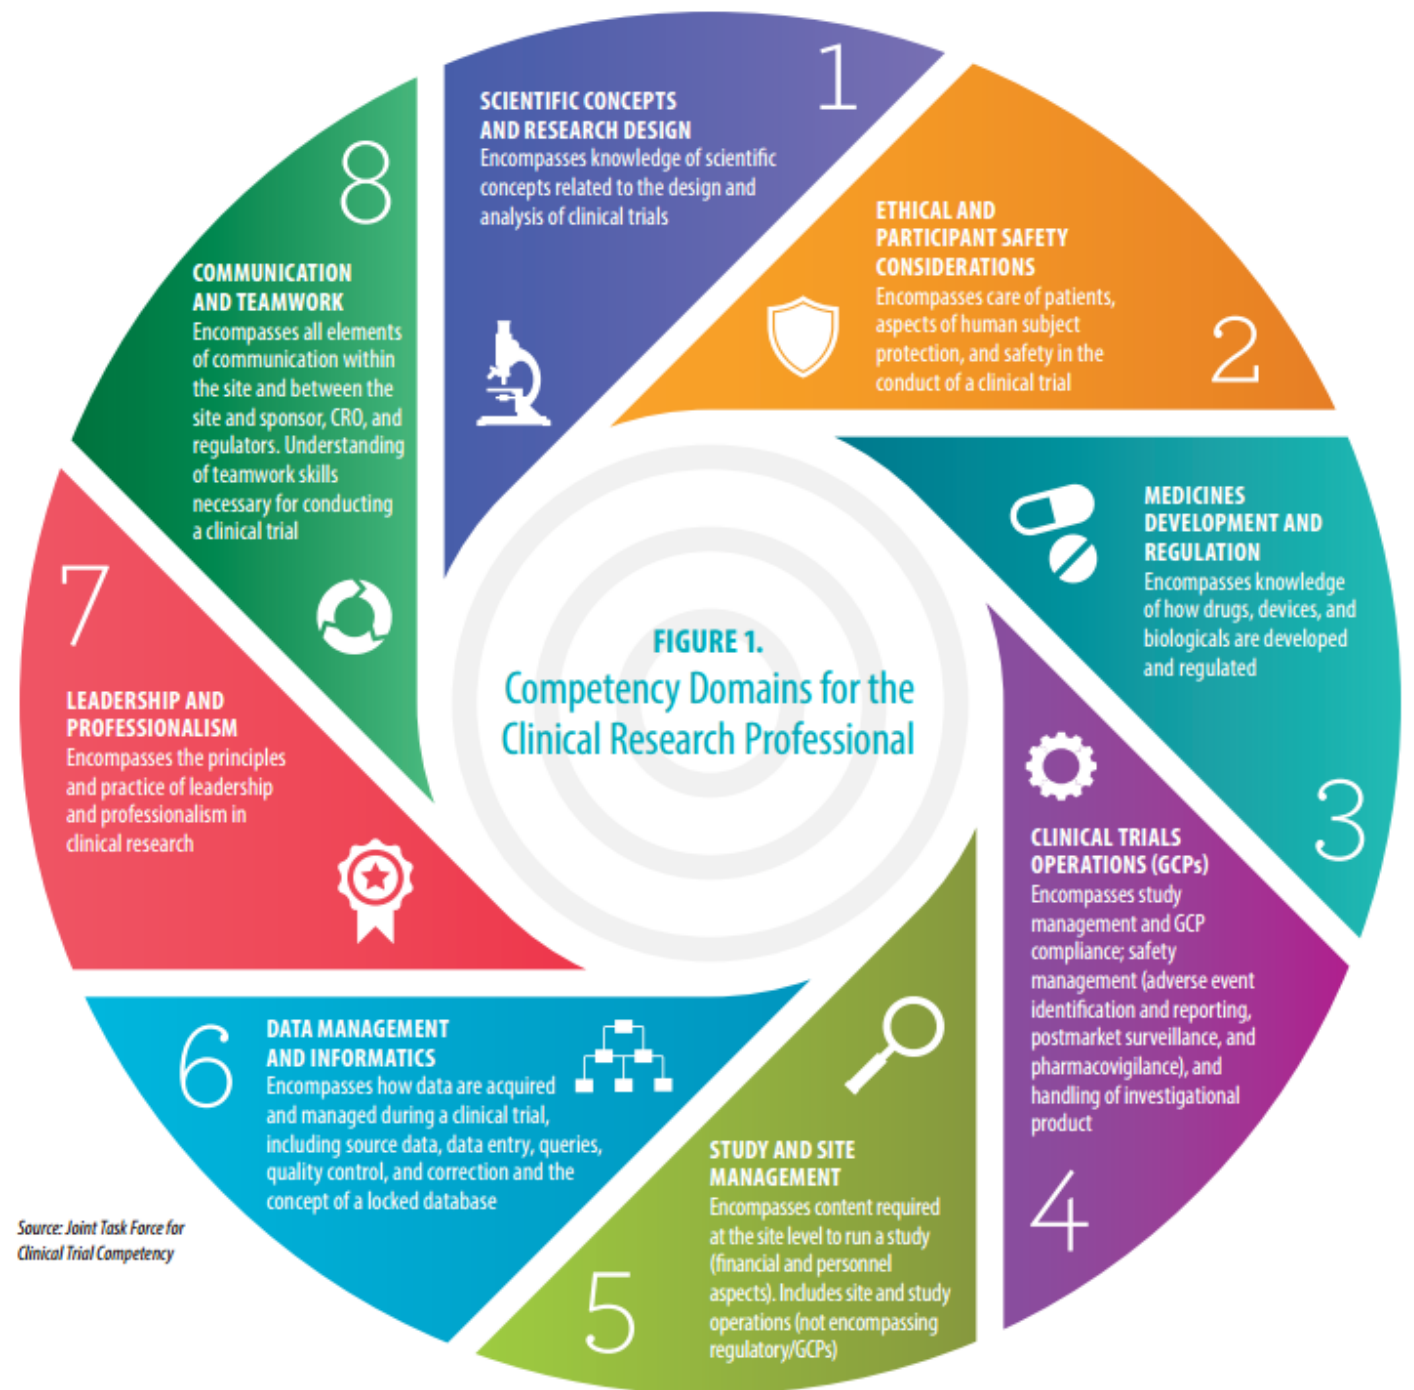 1
SCIENTIFIC CONCEPTS
AND RESEARCH DESIGN
Encompasses knowledge of scientific
concepts related to the design and
analysis of clinical trials
2
ETHICAL AND
PARTICIPANT SAFETY
CONSIDERATIONS
Encompasses care of patients,
aspects of human subject
protection, and safety in the
conduct of a clinical trial
3
MEDICINES
DEVELOPMENT AND
REGULATION
Encompasses knowledge
of how drugs, devices, and
biologicals are developed
and regulated
4
CLINICAL TRIALS
OPERATIONS (GCPs)
Encompasses study
management and GCP
compliance; safety
management (adverse event
identification and reporting,
postmarket surveillance, and
pharmacovigilance), and
handling of investigational
product
5
STUDY AND SITE
MANAGEMENT
Encompasses content required
at the site level to run a study
(financial and personnel
aspects). Includes site and study
operations (not encompassing
regulatory/GCPs)
6
DATA MANAGEMENT
AND INFORMATICS
Encompasses how data are acquired
and managed during a clinical trial,
including source data, data entry, queries,
quality control, and correction and the
concept of a locked database
7
LEADERSHIP AND
PROFESSIONALISM
Encompasses the principles
and practice of leadership
and professionalism in
clinical research
8
COMMUNICATION
AND TEAMWORK
Encompasses all elements
of communication within
the site and between the
site and sponsor, CRO, and
regulators. Understanding
of teamwork skills
necessary for conducting
a clinical trial
FIGURE 1.
Competency Domains for the
Clinical Research Professional
Source: Joint Task Force for
Clinical Trial Competency